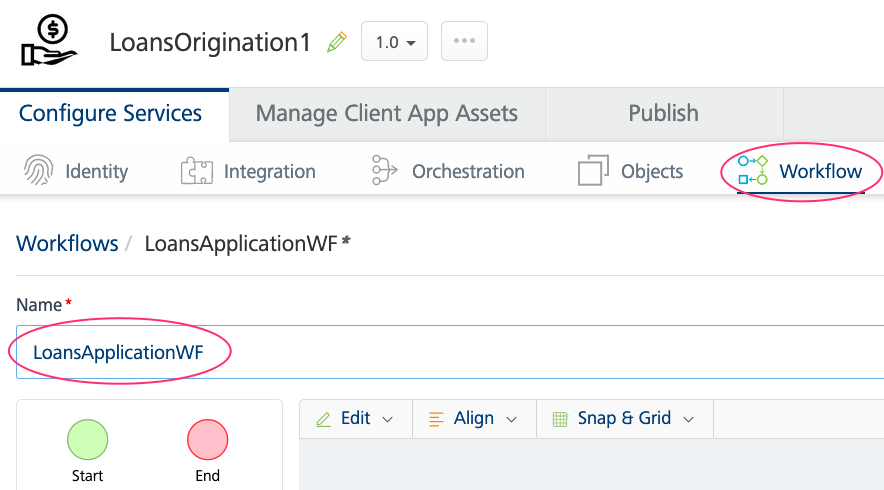 LoansOrigination1 1.0
Configure Services Manage Client App Assets Publish
Identity Integration Orchestration Objects Workflow
Workflows / LoansApplicationWF *
Name *
LoansApplicationWF
Edit Align Snap & Grid
Start End